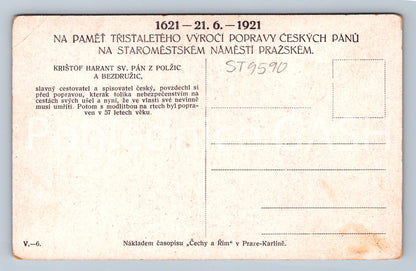 1621—21. 6.—1921
NA PAMĚŤ TŘISTALETÉHO VÝROČÍ POPRAVY ČESKÝCH PÁNŮ
NA STAROMĚSTSKÉM NÁMĚSTÍ PRAŽSKÉM.
ST9590
KRIŠTOF HARANT SV. PÁN Z POLŽIC
A BEZDRUŽIC,
slavný cestovatel a spisovatel český, povzdechl si
před popravou, kterak tolika nebezpečenstvím na
cestách svých ušel a nyní, že ve vlasti své nevinně
musí umříti. Potom s modlitbou na rtech byl popra-
ven v 57 letech věku.
V.—6.
Nákladem časopisu „Čechy a Řím“ v Praze-Karlíně.